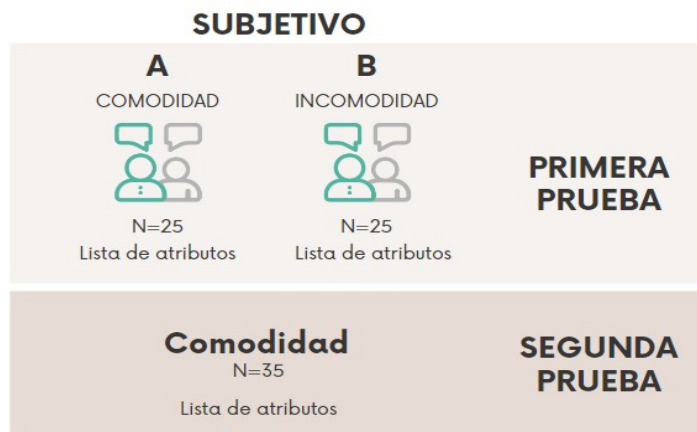 SUBJETIVO
A
COMODIDAD
N=25
Lista de atributos
B
INCOMODIDAD
N=25
Lista de atributos
PRIMERA
PRUEBA
Comodidad
N=35
Lista de atributos
SEGUNDA
PRUEBA